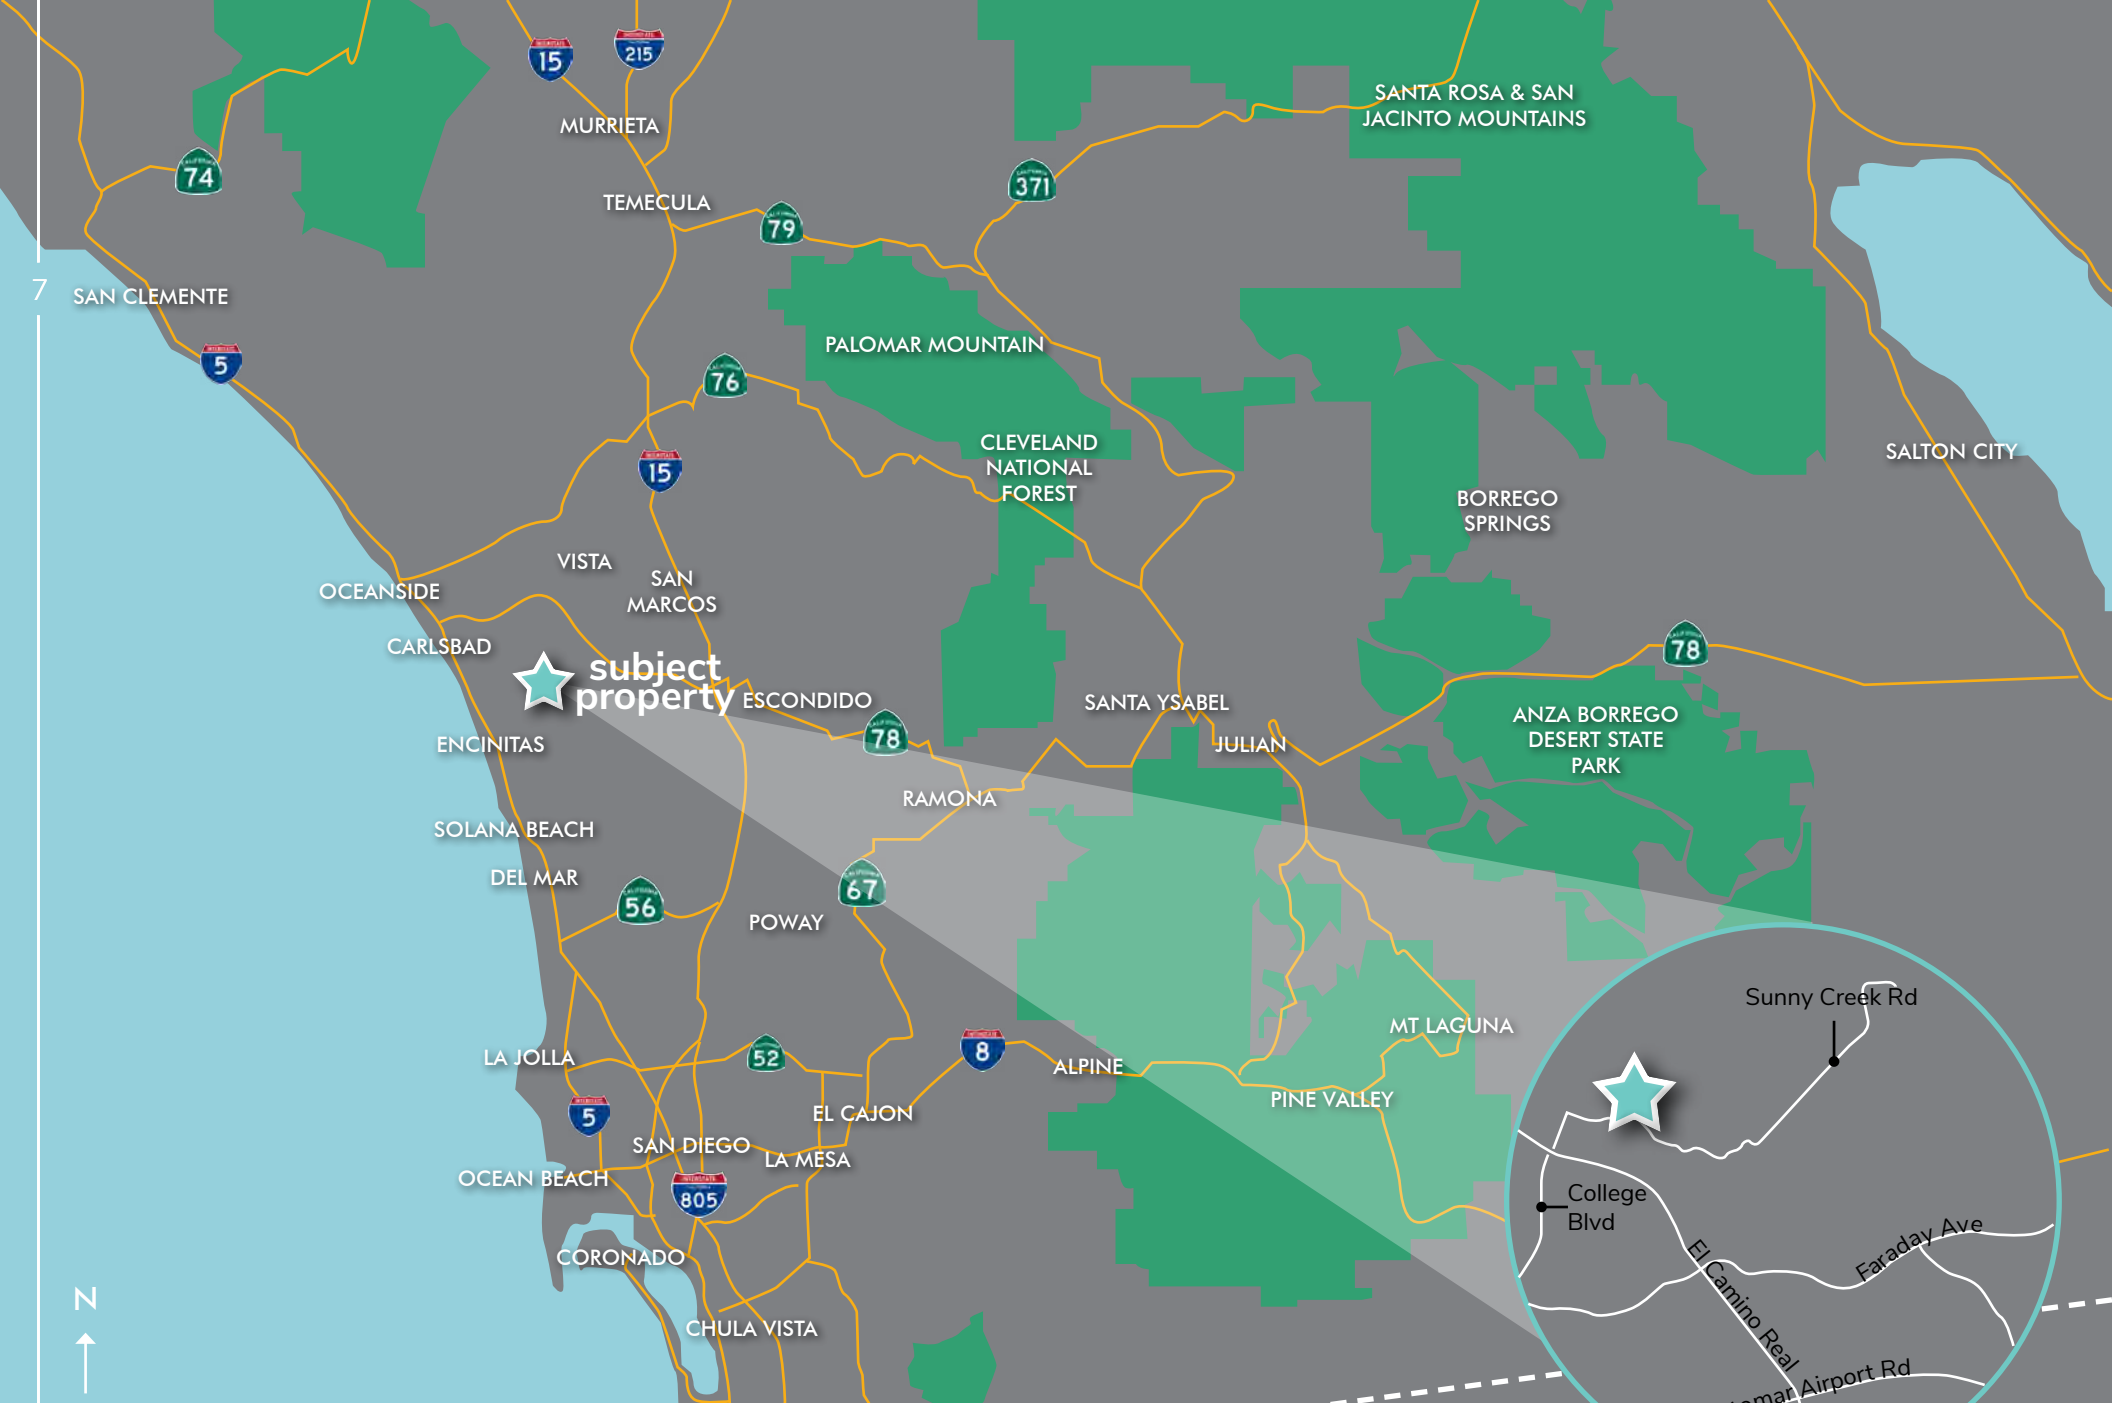 15
215
MURRIETA
SANTA ROSA & SAN
JACINTO MOUNTAINS
74
371
TEMECULA
79
7
SAN CLEMENTE
5
PALOMAR MOUNTAIN
76
CLEVELAND
NATIONAL
FOREST
SALTON CITY
15
BORREGO
SPRINGS
VISTA
SAN
MARCOS
OCEANSIDE
CARLSBAD
78
subject
property
ESCONDIDO
SANTA YSABEL
ANZA BORREGO
DESERT STATE
PARK
ENCINITAS
78
JULIAN
RAMONA
SOLANA BEACH
DEL MAR
67
56
POWAY
Sunny Creek Rd
MT LAGUNA
LA JOLLA
52
8
ALPINE
PINE VALLEY
5
EL CAJON
SAN DIEGO
LA MESA
OCEAN BEACH
INTERSTATE
805
College
Blvd
Faraday Ave
El Camino Real
CORONADO
N
CHULA VISTA
Airport Rd